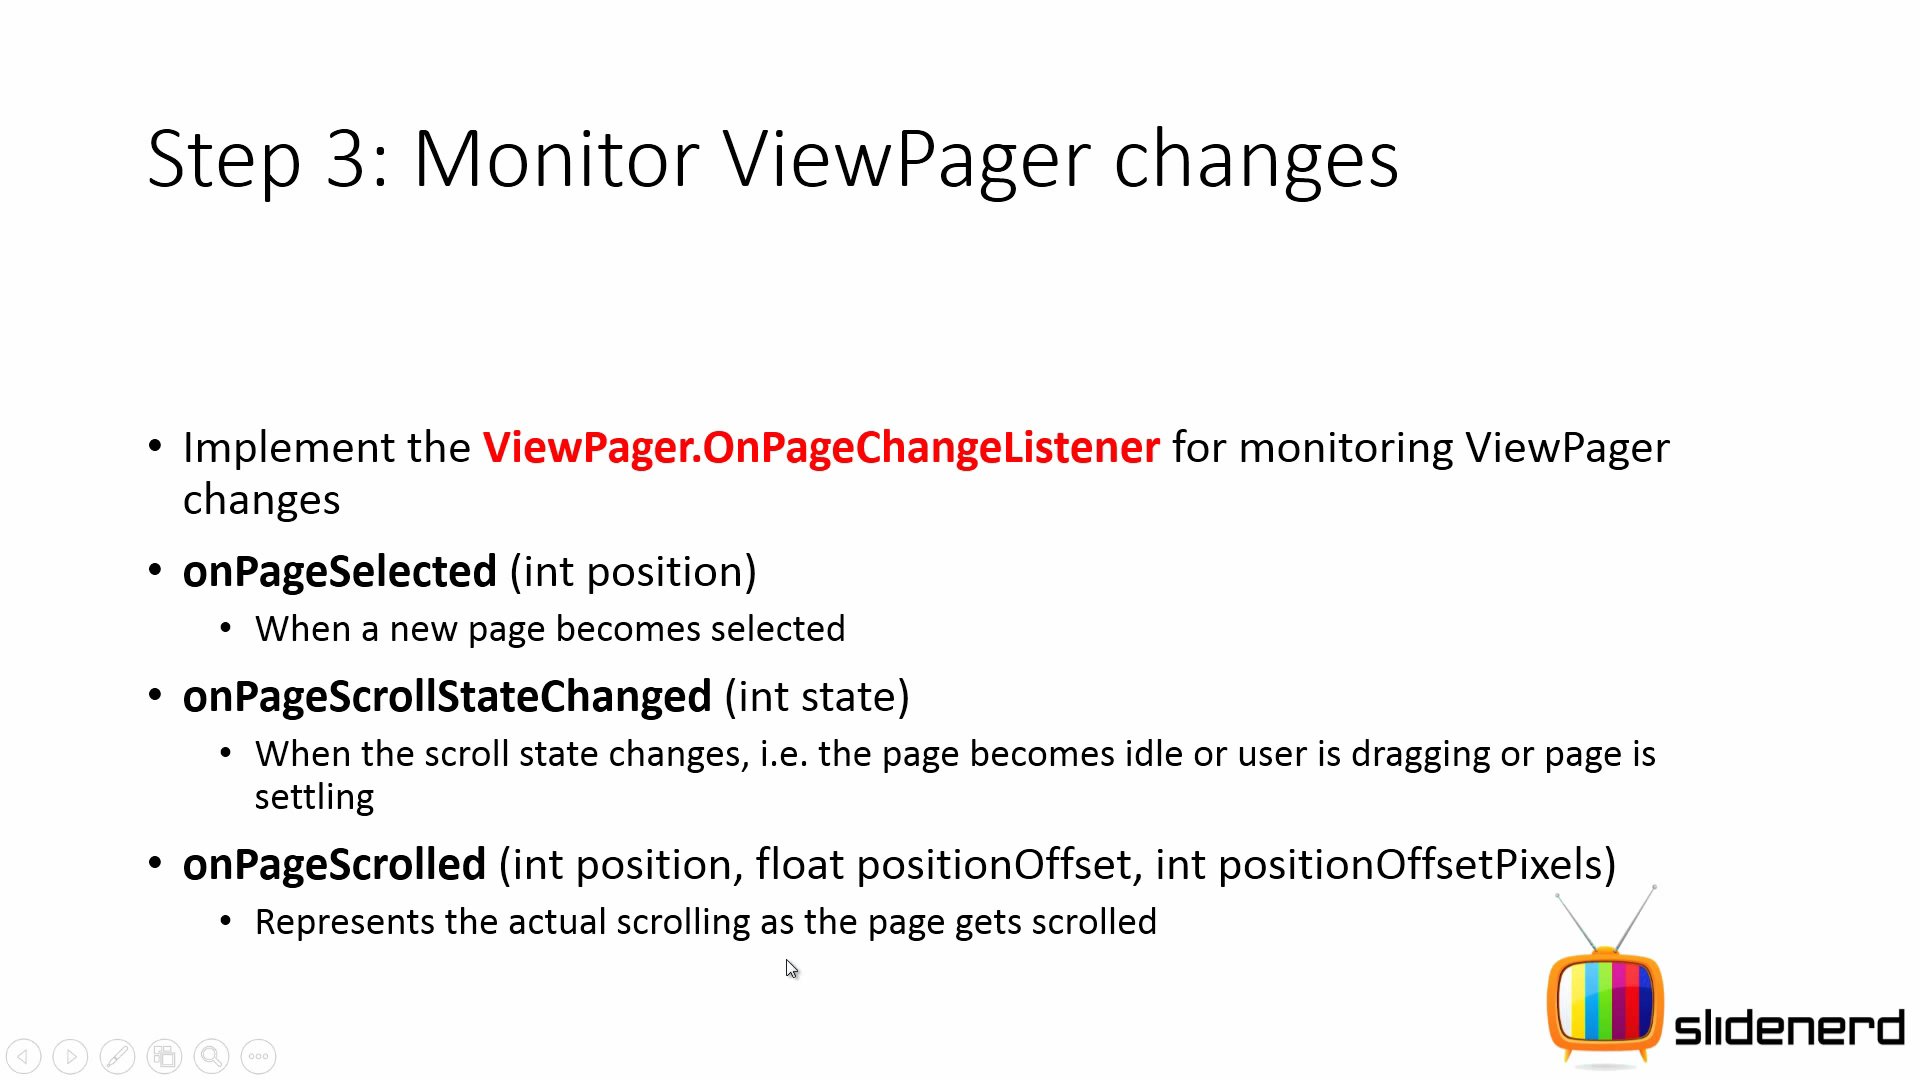 Step 3: Monitor ViewPager changes
• Implement the ViewPager.OnPageChangeListener for monitoring ViewPager
changes
• onPageSelected (int position)
• When a new page becomes selected
• onPageScrollStateChanged (int state)
• When the scroll state changes, i.e. the page becomes idle or user is dragging or page is
settling
• onPageScrolled (int position, float positionOffset, int positionOffsetPixels)
• Represents the actual scrolling as the page gets scrolled
slidenerd